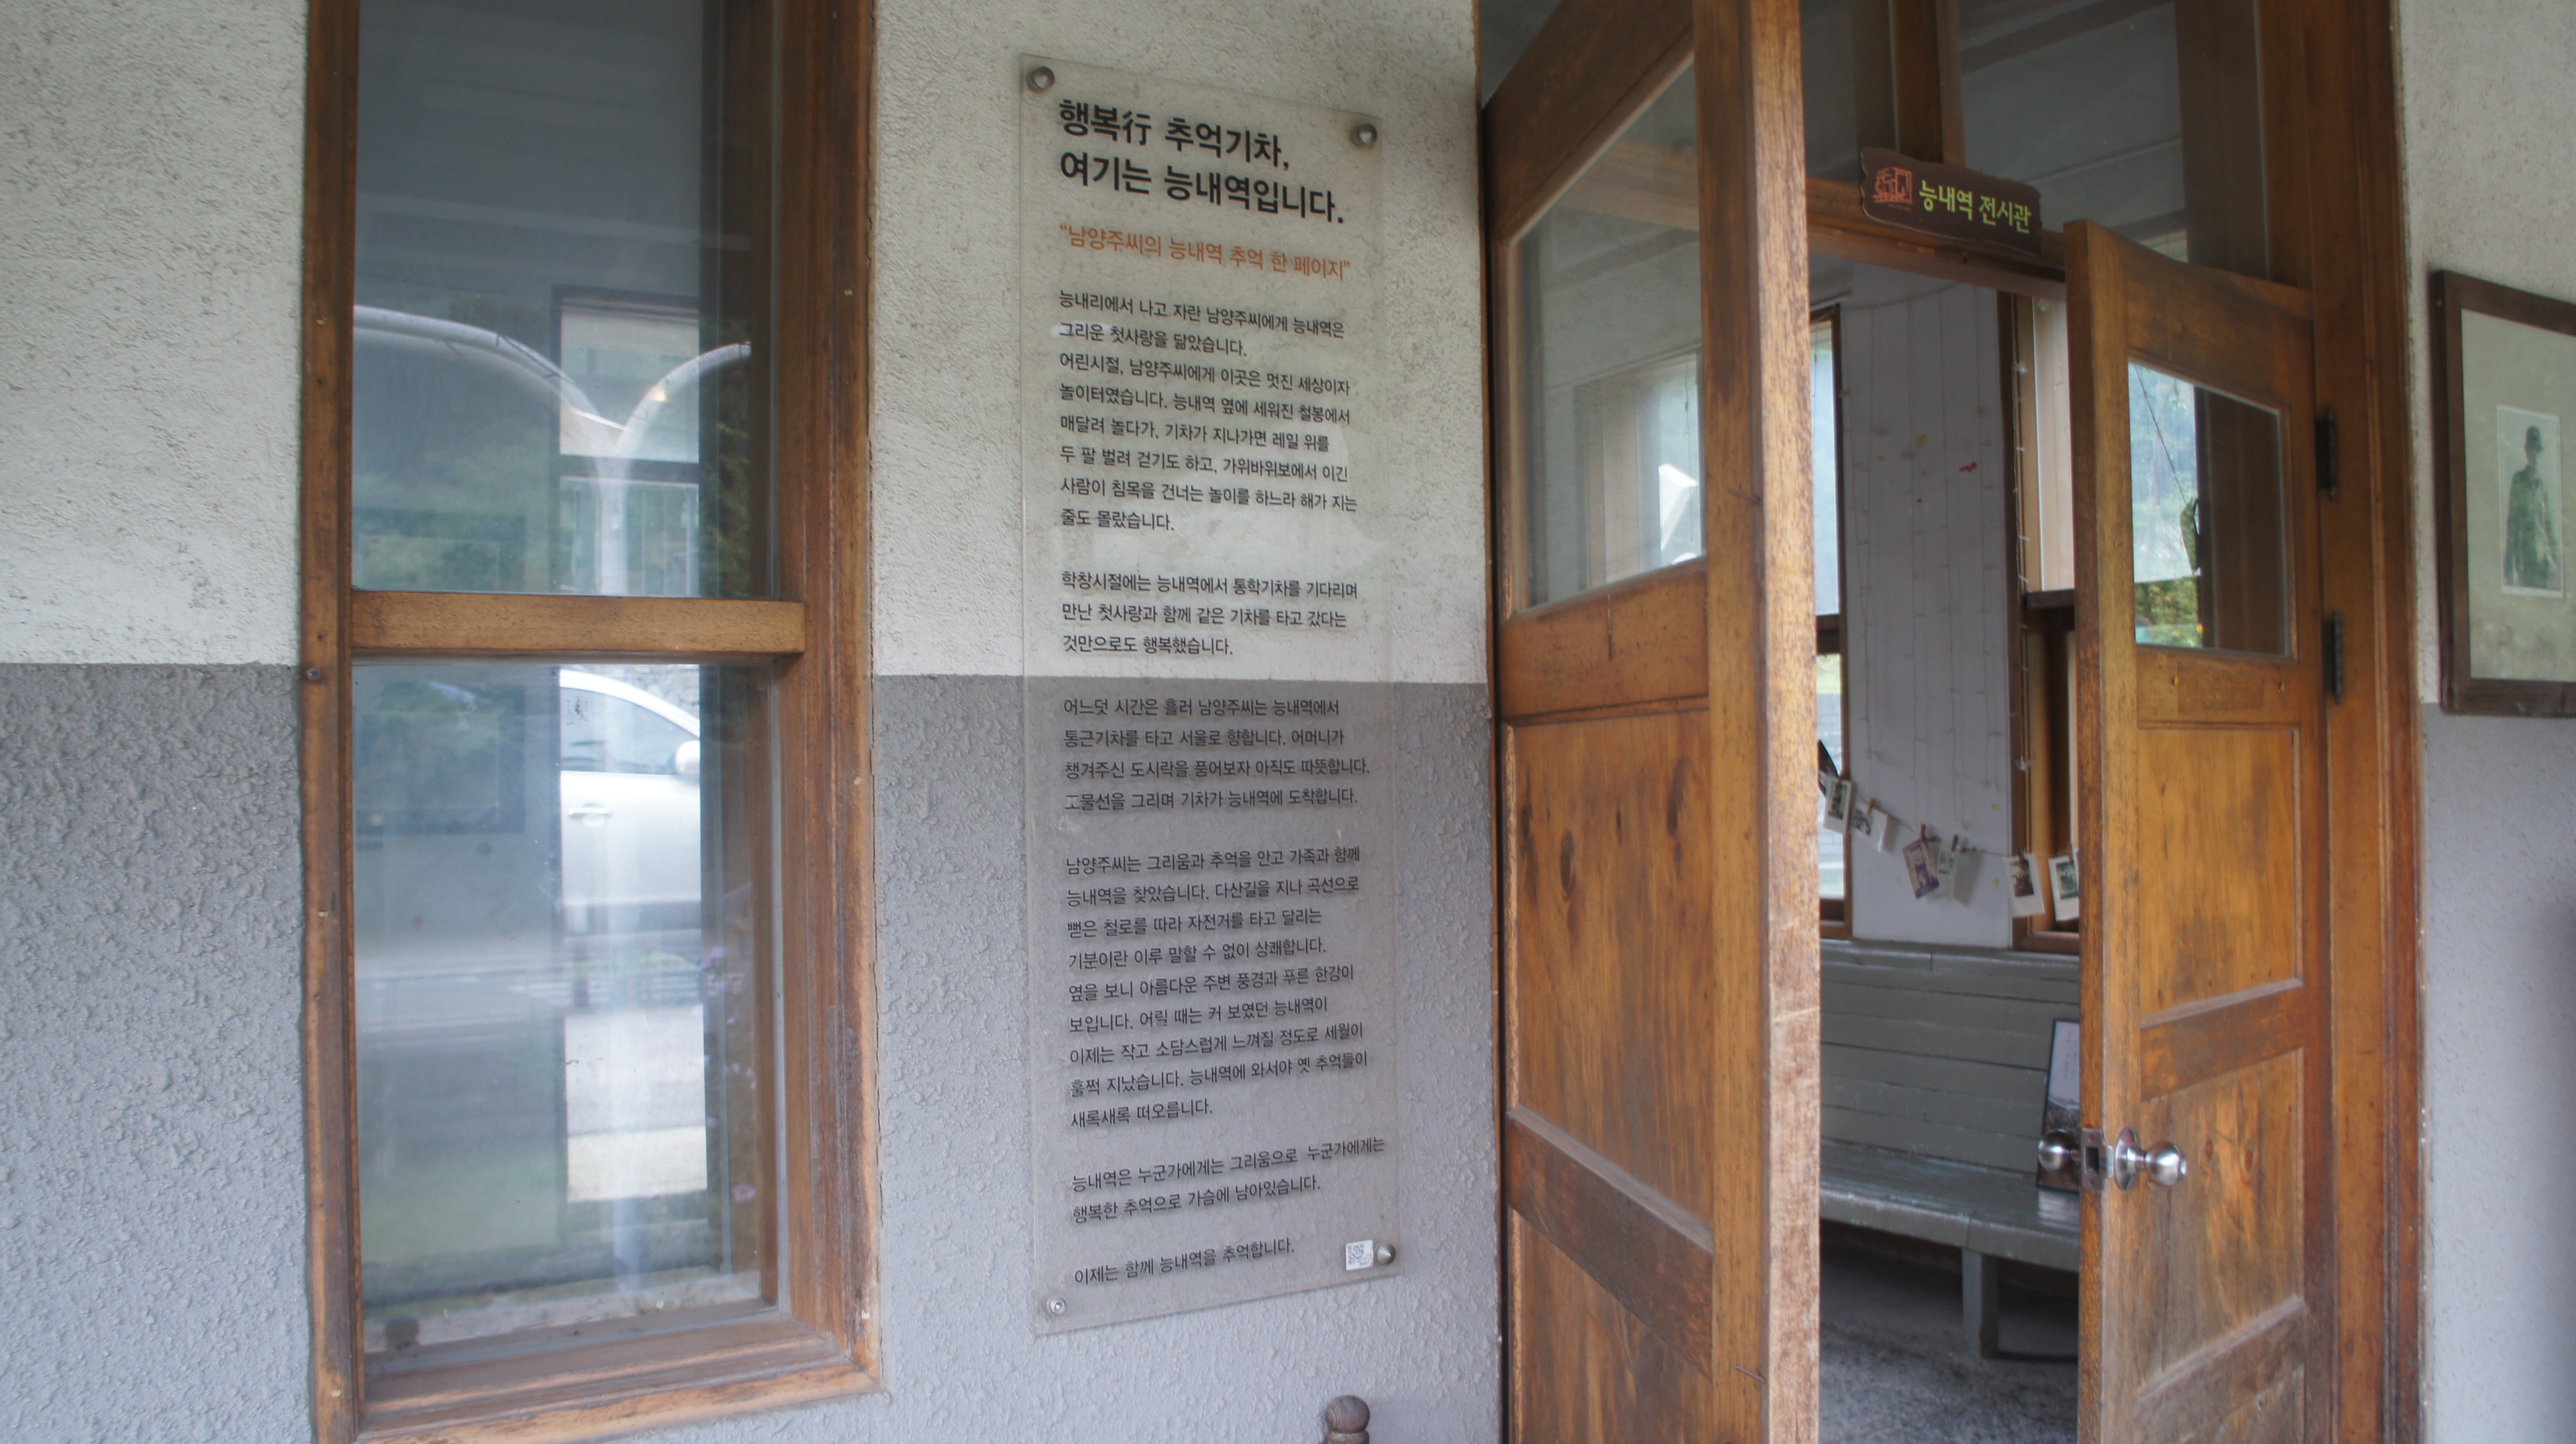 행복行 추억기차,
여기는 능내역입니다.
“남양주씨의 능내역 추억 한 페이지”
능내리에서 나고 자란 남양주씨에게 능내역은
그리운 첫사랑을 닮았습니다.
어린시절, 남양주씨에게 이곳은 멋진 세상이자
놀이터였습니다. 능내역 옆에 세워진 철봉에서
매달려 놀다가, 기차가 지나가면 레일 위를
두 팔 벌려 걷기도 하고, 가위바위보에서 이긴
사람이 침목을 건너는 놀이를 하느라 해가 지는
줄도 몰랐습니다.
학창시절에는 능내역에서 통학기차를 기다리며
만난 첫사랑과 함께 같은 기차를 타고 갔다는
것만으로도 행복했습니다.
어느덧 시간은 흘러 남양주씨는 능내역에서
통근기차를 타고 서울로 향합니다. 어머니가
챙겨주신 도시락을 품어보자 아직도 따뜻합니다.
포물선을 그리며 기차가 능내역에 도착합니다.
남양주씨는 그리움과 추억을 안고 가족과 함께
능내역을 찾았습니다. 다산길을 지나 곡선으로
뻗은 철로를 따라 자전거를 타고 달리는
기분이란 이루 말할 수 없이 상쾌합니다.
옆을 보니 아름다운 주변 풍경과 푸른 한강이
보입니다. 어릴 때는 커 보였던 능내역이
이제는 작고 소담스럽게 느껴질 정도로 세월이
훌쩍 지났습니다. 능내역에 와서야 옛 추억들이
새록새록 떠오릅니다.
능내역은 누군가에게는 그리움으로 누군가에게는
행복한 추억으로 가슴에 남아있습니다.
이제는 함께 능내역을 추억합니다.
능내역 전시관